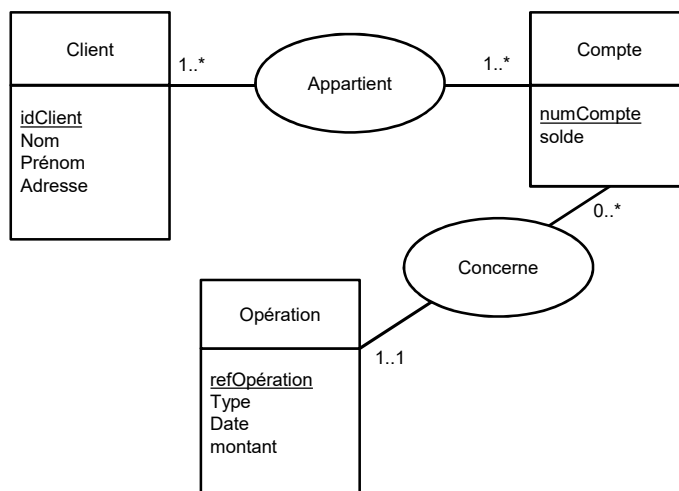 Client
1..*
Appartient
1..*
Compte
idClient
Nom
Prénom
Adresse
numCompte
solde
0..*
Concerne
Opération
1..1
refOpération
Type
Date
montant